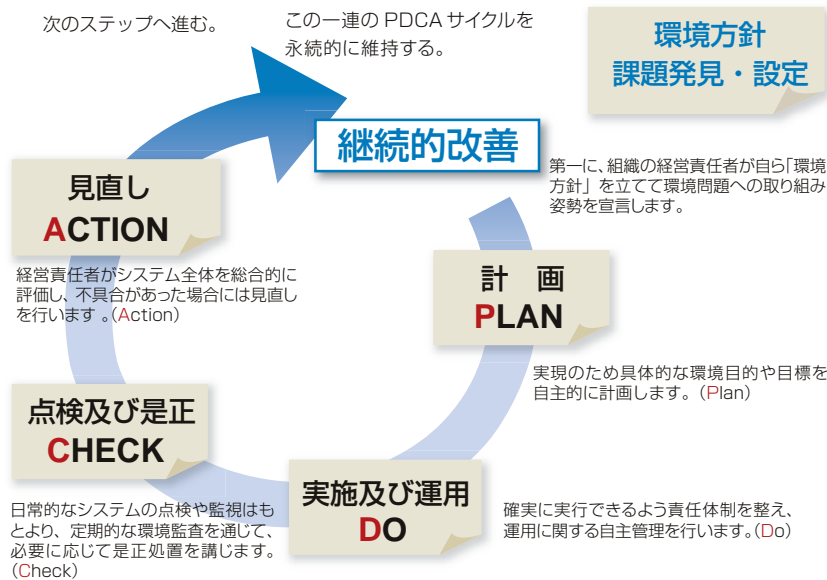 次のステップへ進む。
この一連の PDCA サイクルを
永続的に維持する。
環境方針
課題発見・設定
継続的改善
第一に、組織の経営責任者が自ら「環境
方針」を立てて環境問題への取り組み
姿勢を宣言します。
見直し
ACTION
経営責任者がシステム全体を総合的に
評価し、不具合があった場合には見直し
を行います 。(Action)
計　画
PLAN
実現のため具体的な環境目的や目標を
自主的に計画します。(Plan)
点検及び是正
CHECK
日常的なシステムの点検や監視はも
とより、定期的な環境監査を通じて、
必要に応じて是正処置を講じます。
(Check)
実施及び運用
DO
確実に実行できるよう責任体制を整え、
運用に関する自主管理を行います。(Do)